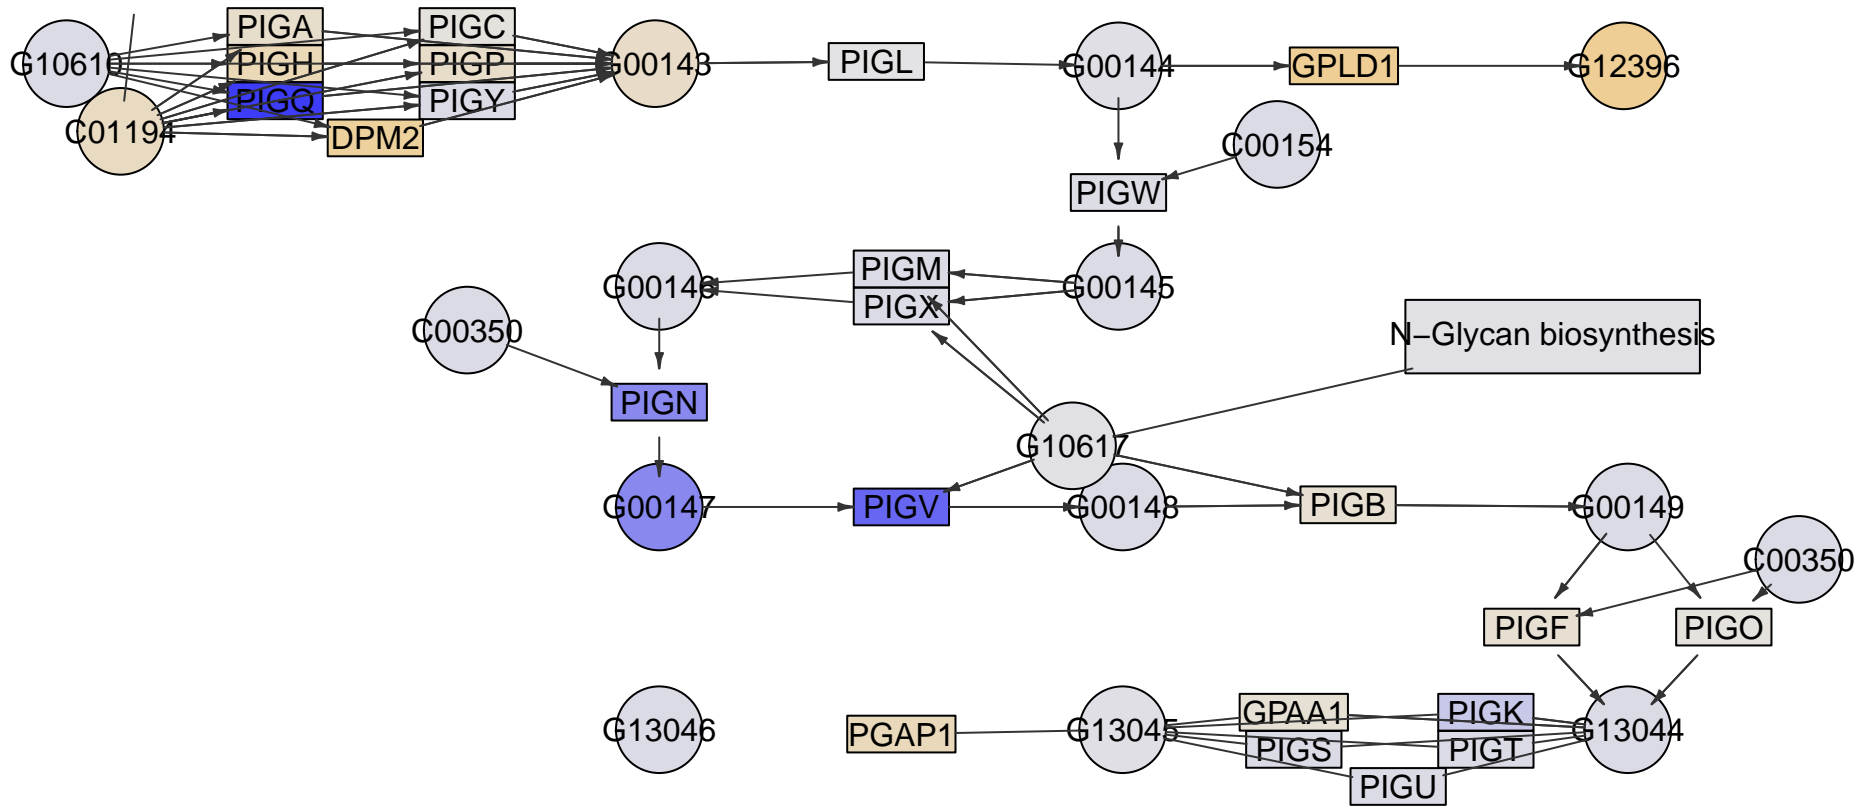 PIGA
PIGC
G10610
PIGH
PIGP
G00143
PIGL
G00144
GPLD1
G12396
PIGQ
PIGY
C01194
DPM2
C00154
PIGW
PIGM
G00146
G00145
PIGX
C00350
N−Glycan biosynthesis
PIGN
G10617
G00147
PIGV
G00148
PIGB
G00149
C00350
PIGF
PIGO
GPAA1
PIGK
G13046
PGAP1
G13045
G13044
PIGS
PIGT
PIGU